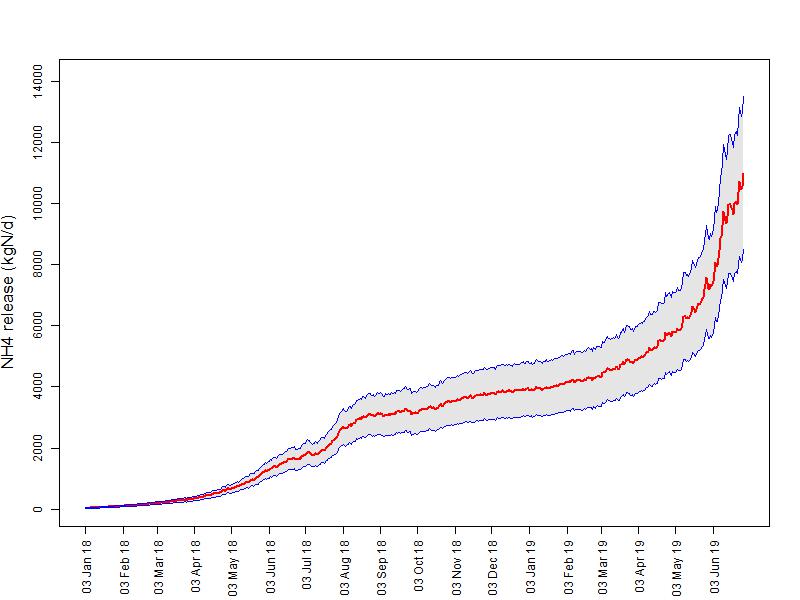 14000
12000
10000
8000
6000
4000
2000
0
NH4 release (kgN/d)
03 Jan 18
03 Feb 18
03 Mar 18
03 Apr 18
03 May 18
03 Jun 18
03 Jul 18
03 Aug 18
03 Sep 18
03 Oct 18
03 Nov 18
03 Dec 18
03 Jan 19
03 Feb 19
03 Mar 19
03 Apr 19
03 May 19
03 Jun 19